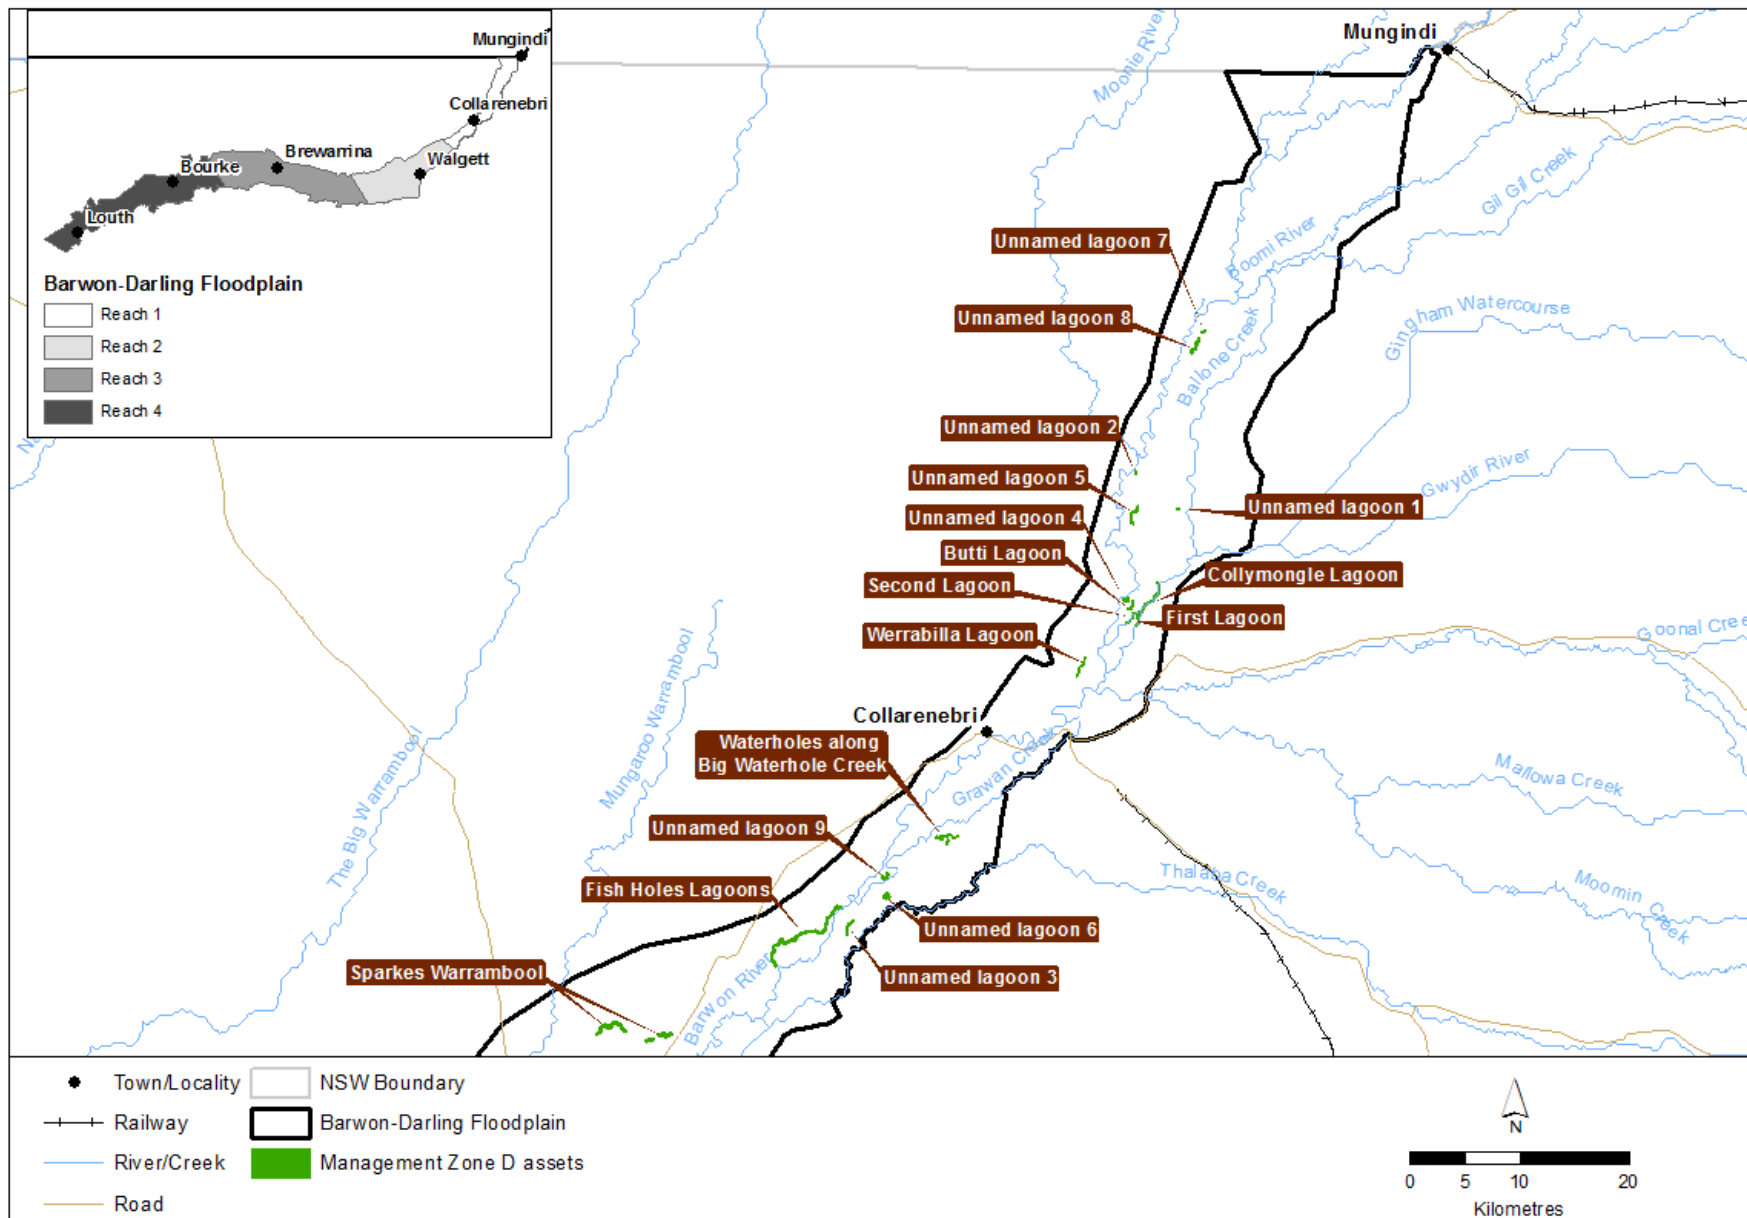 Mungindi
Collarenebri
Brewarrina
Bourke
Walgett
Louth
Barwon-Darling Floodplain
Reach 1
Reach 2
Reach 3
Reach 4
Mungindi
Moonie River
Gil Gil Creek
Unnamed lagoon 7
Boomi River
Unnamed lagoon 8
Gingham Watercourse
Ballone Creek
Unnamed lagoon 2
Unnamed lagoon 5
Gwydir River
Unnamed lagoon 1
Unnamed lagoon 4
Butti Lagoon
Second Lagoon
Collymongle Lagoon
First Lagoon
Werrabilla Lagoon
Goonal Creek
Mungaroo Warrambool
Collarenebri
Waterholes along
Big Waterhole Creek
Grawan Creek
The Big Warrambool
Mallowa Creek
Unnamed lagoon 9
Thalaba Creek
Moomin Creek
Fish Holes Lagoons
Unnamed lagoon 6
Unnamed lagoon 3
Sparkes Warrambool
Barwon River
Town/Locality
NSW Boundary
Railway
Barwon-Darling Floodplain
River/Creek
Management Zone D assets
Road
N
0 5 10 20
Kilometres